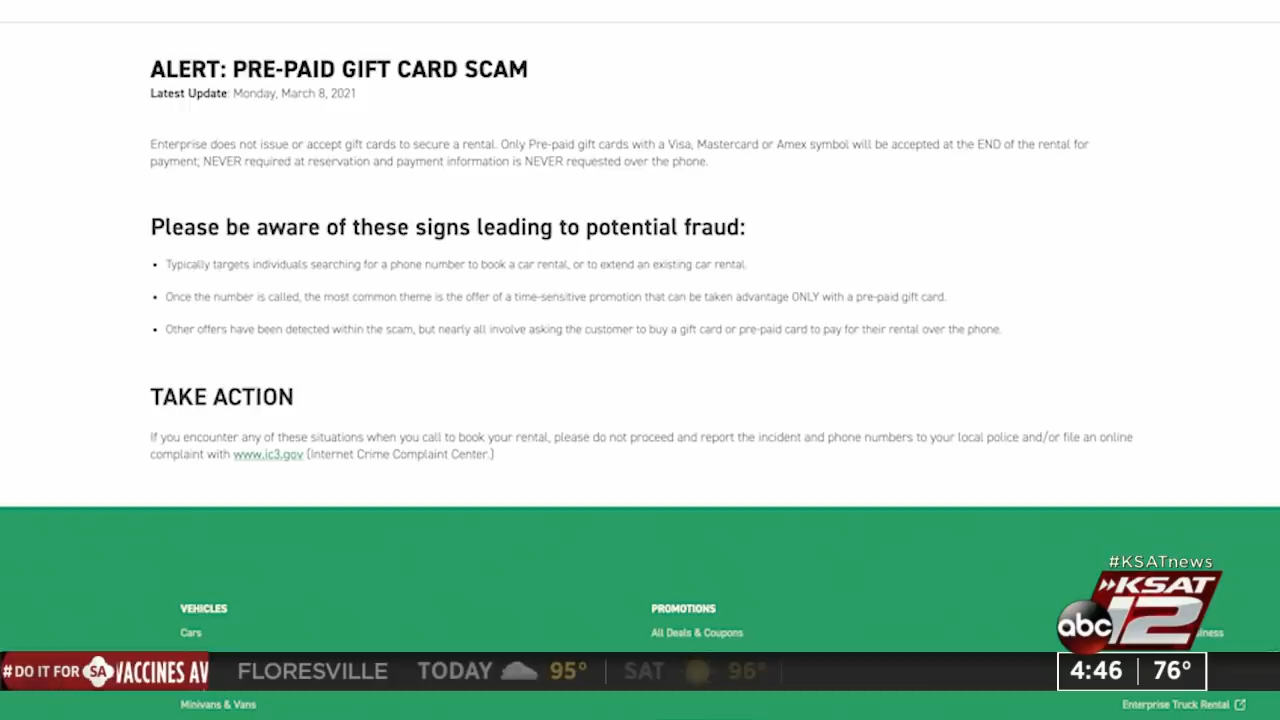 ALERT: PRE-PAID GIFT CARD SCAM
Latest Update: Monday, March 8, 2021
Enterprise does not issue or accept gift cards to secure a rental. Only Pre-paid gift cards with a Visa, Mastercard or Amex symbol will be accepted at the END of the rental for
payment; NEVER required at reservation and payment information is NEVER requested over the phone.
Please be aware of these signs leading to potential fraud:
• Typically targets individuals searching for a phone number to book a car rental, or to extend an existing car rental.
• Once the number is called, the most common theme is the offer of a time-sensitive promotion that can be taken advantage ONLY with a pre-paid gift card.
• Other offers have been detected within the scam, but nearly all involve asking the customer to buy a gift card or pre-paid card to pay for their rental over the phone.
TAKE ACTION
If you encounter any of these situations when you call to book your rental, please do not proceed and report the incident and phone numbers to your local police and/or file an online
complaint with www.ic3.gov (Internet Crime Complaint Center.)
#KSATnews
KSAT
abc 12
VEHICLES
PROMOTIONS
Cars
All Deals & Coupons
iness
#DO IT FOR SA VACCINES AV
FLORESVILLE TODAY 95° SAT 96°
4:46 76°
Minivans & Vans
Enterprise Truck Rental